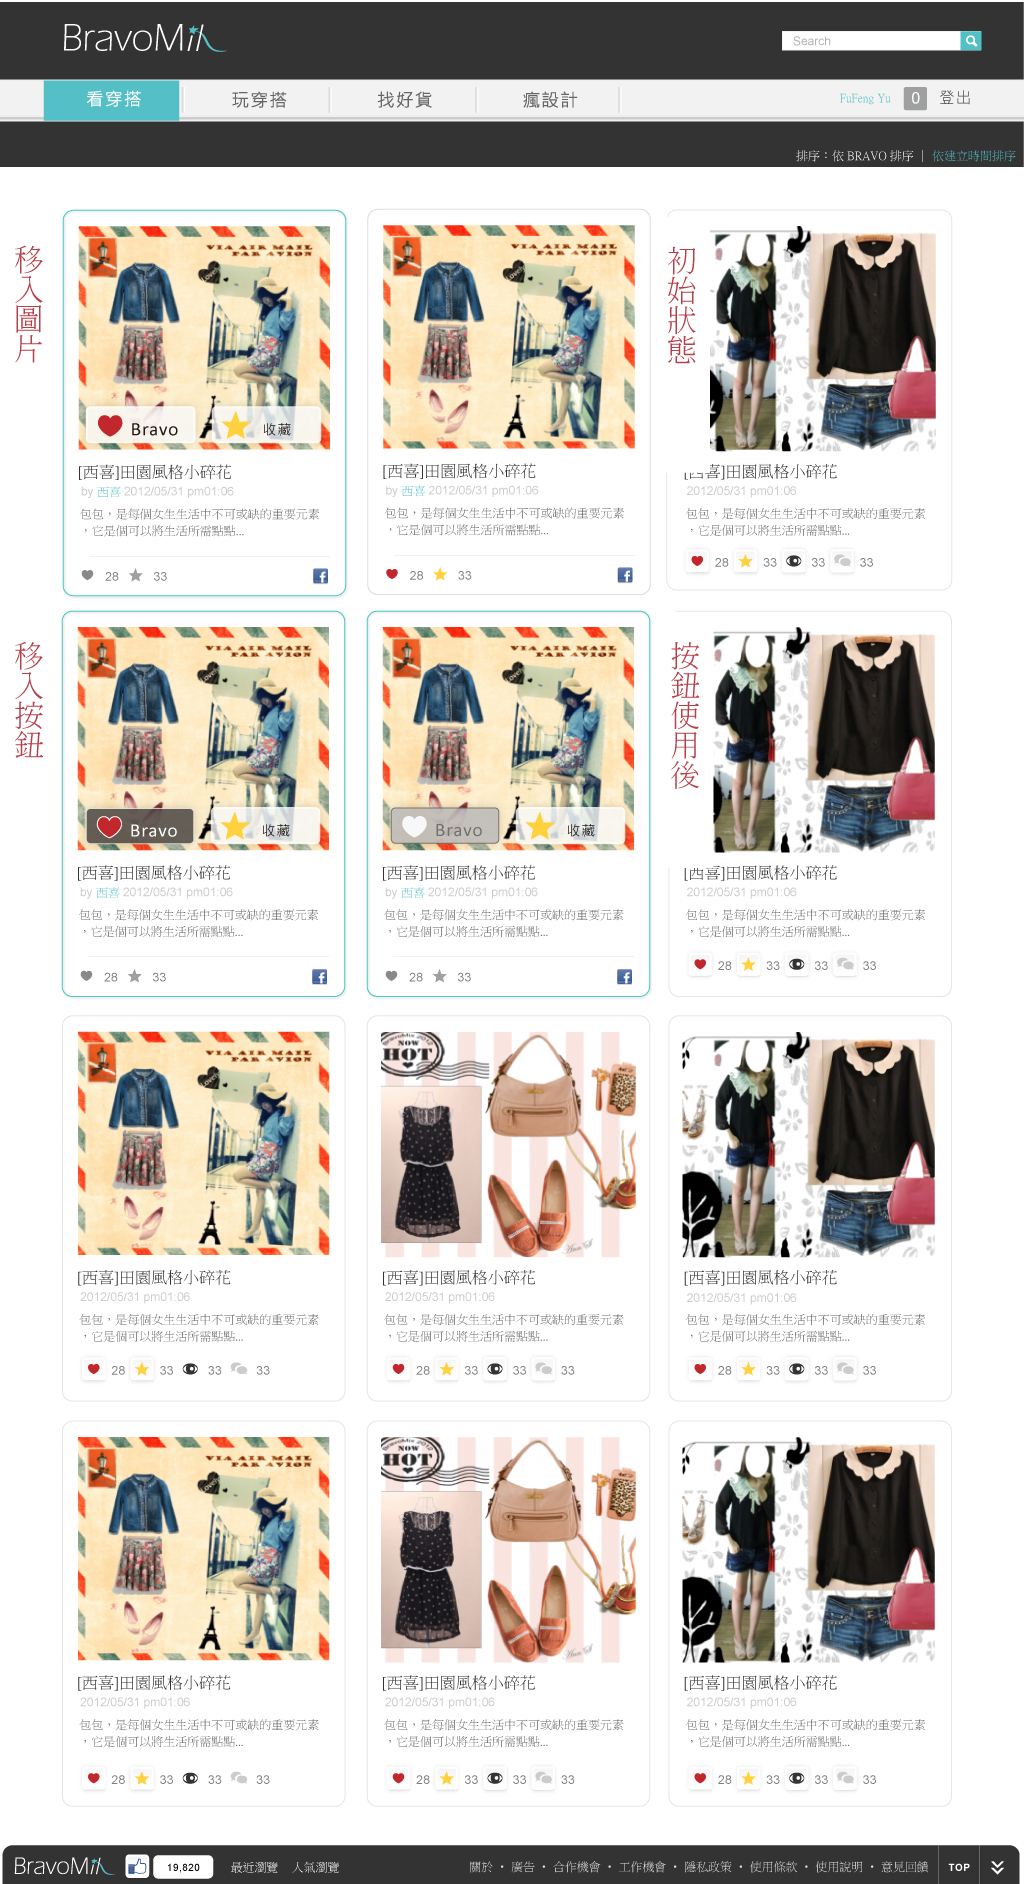 BravoMix
Search
看穿搭
玩穿搭
找好貨
瘋設計
FuFeng Yu
0
登出
排序：依 BRAVO 排序 ｜ 依建立時間排序
移入圖片
VIA AIR MAIL
PAR AVION
Bravo
收藏
[西喜]田園風格小碎花
by 西喜 2012/05/31 pm01:06
包包，是每個女生生活中不可或缺的重要元素
，它是個可以將生活所需點點...
28
33
VIA AIR MAIL
PAR AVION
[西喜]田園風格小碎花
by 西喜 2012/05/31 pm01:06
包包，是每個女生生活中不可或缺的重要元素
，它是個可以將生活所需點點...
28
33
初始狀態
[西喜]田園風格小碎花
2012/05/31 pm01:06
包包，是每個女生生活中不可或缺的重要元素
，它是個可以將生活所需點點...
28
33
33
33
移入按鈕
VIA AIR MAIL
PAR AVION
Bravo
收藏
[西喜]田園風格小碎花
by 西喜 2012/05/31 pm01:06
包包，是每個女生生活中不可或缺的重要元素
，它是個可以將生活所需點點...
28
33
VIA AIR MAIL
PAR AVION
Bravo
收藏
[西喜]田園風格小碎花
by 西喜 2012/05/31 pm01:06
包包，是每個女生生活中不可或缺的重要元素
，它是個可以將生活所需點點...
28
33
按鈕使用後
[西喜]田園風格小碎花
2012/05/31 pm01:06
包包，是每個女生生活中不可或缺的重要元素
，它是個可以將生活所需點點...
28
33
33
33
VIA AIR MAIL
PAR AVION
[西喜]田園風格小碎花
2012/05/31 pm01:06
包包，是每個女生生活中不可或缺的重要元素
，它是個可以將生活所需點點...
28
33
33
33
NOW
HOT
[西喜]田園風格小碎花
2012/05/31 pm01:06
包包，是每個女生生活中不可或缺的重要元素
，它是個可以將生活所需點點...
28
33
33
33
[西喜]田園風格小碎花
2012/05/31 pm01:06
包包，是每個女生生活中不可或缺的重要元素
，它是個可以將生活所需點點...
28
33
33
33
VIA AIR MAIL
PAR AVION
[西喜]田園風格小碎花
2012/05/31 pm01:06
包包，是每個女生生活中不可或缺的重要元素
，它是個可以將生活所需點點...
28
33
33
33
NOW
HOT
[西喜]田園風格小碎花
2012/05/31 pm01:06
包包，是每個女生生活中不可或缺的重要元素
，它是個可以將生活所需點點...
28
33
33
33
[西喜]田園風格小碎花
2012/05/31 pm01:06
包包，是每個女生生活中不可或缺的重要元素
，它是個可以將生活所需點點...
28
33
33
33
BravoMix
19,820
最近瀏覽
人氣瀏覽
關於 • 廣告 • 合作機會 • 工作機會 • 隱私政策 • 使用條款 • 使用說明 • 意見回饋
TOP